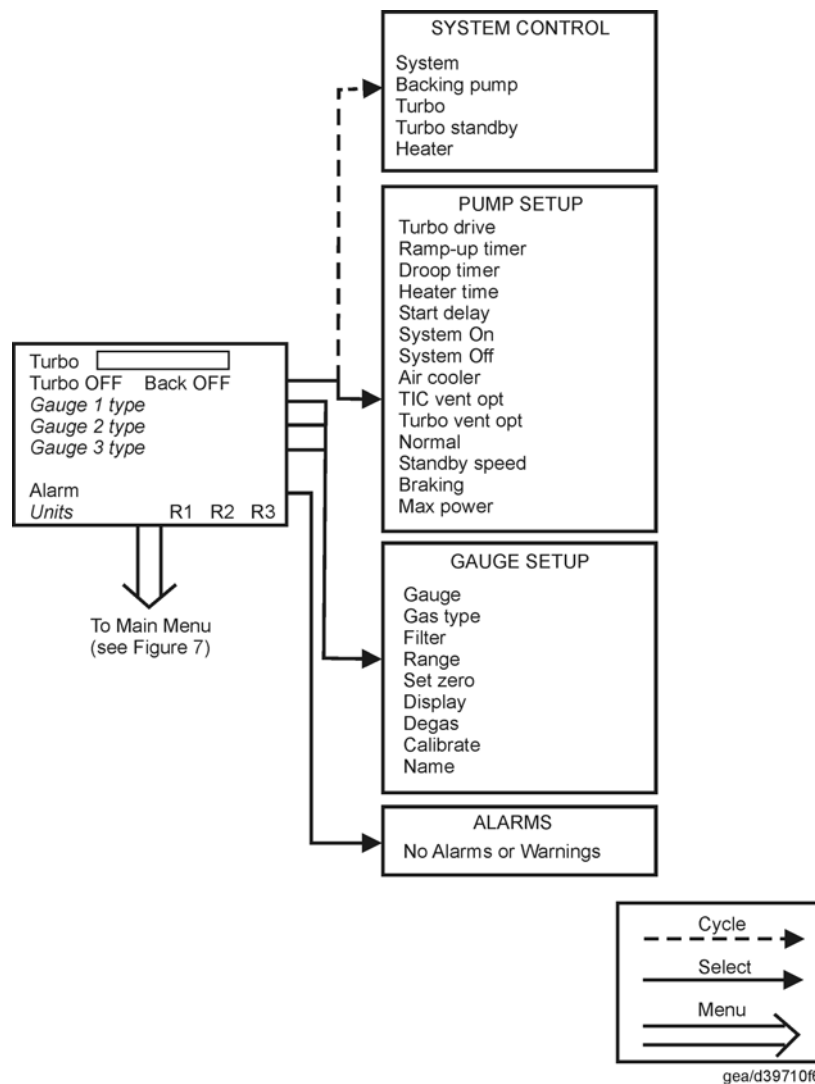 SYSTEM CONTROL
System
Backing pump
Turbo
Turbo standby
Heater
PUMP SETUP
Turbo drive
Ramp-up timer
Droop timer
Heater time
Start delay
System On
System Off
Air cooler
TIC vent opt
Turbo vent opt
Normal
Standby speed
Braking
Max power
Turbo
Turbo OFF Back OFF
Gauge 1 type
Gauge 2 type
Gauge 3 type
Alarm
Units R1 R2 R3
To Main Menu
(see Figure 7)
GAUGE SETUP
Gauge
Gas type
Filter
Range
Set zero
Display
Degas
Calibrate
Name
ALARMS
No Alarms or Warnings
Cycle
Select
Menu
gea/d39710f6